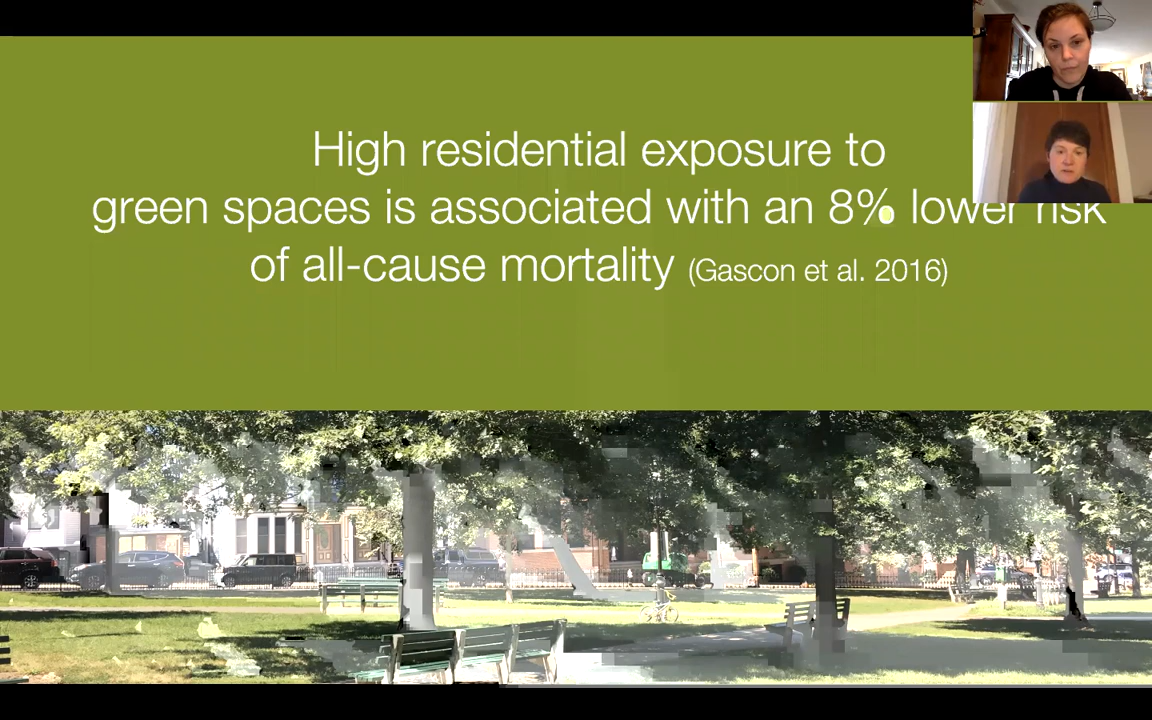 High residential exposure to
green spaces is associated with an 8% lower risk
of all-cause mortality (Gascon et al. 2016)